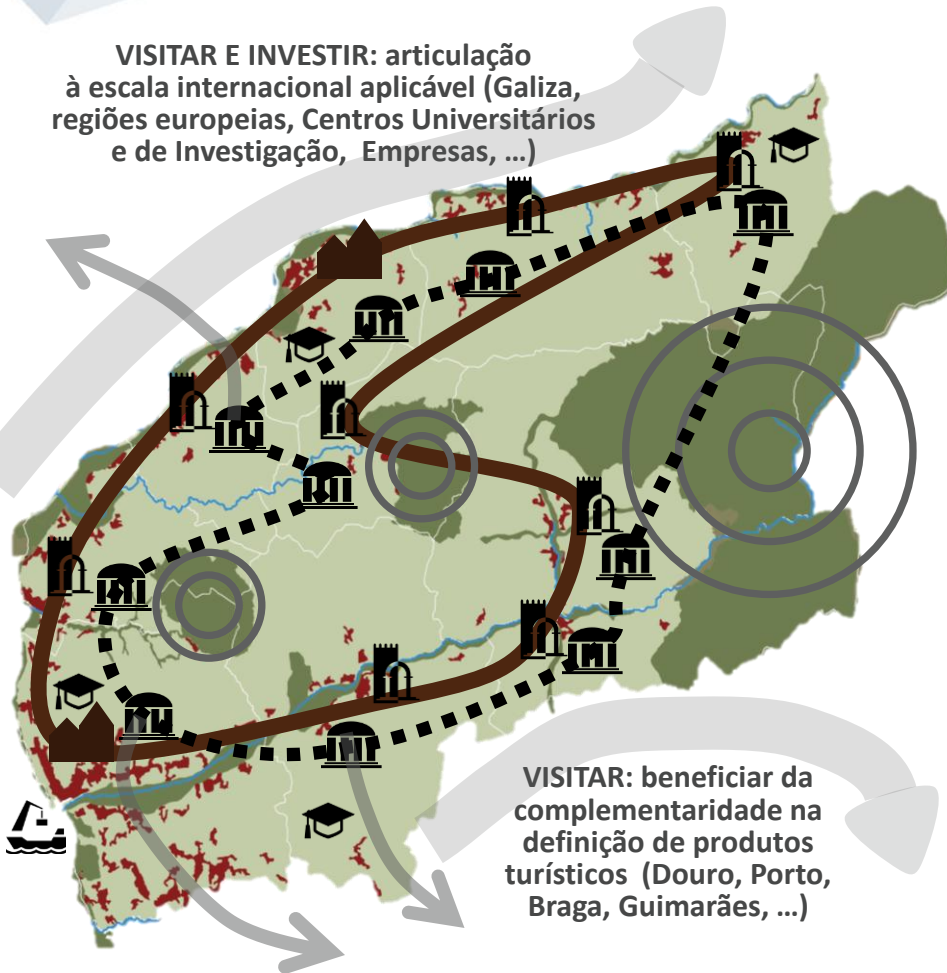 VISITAR E INVESTIR: articulação
à escala internacional aplicável (Galiza,
regiões europeias, Centros Universitários
e de Investigação, Empresas, ...)
VISITAR: beneficiar da
complementaridade na
definição de produtos
turísticos (Douro, Porto,
Braga, Guimarães, ...)